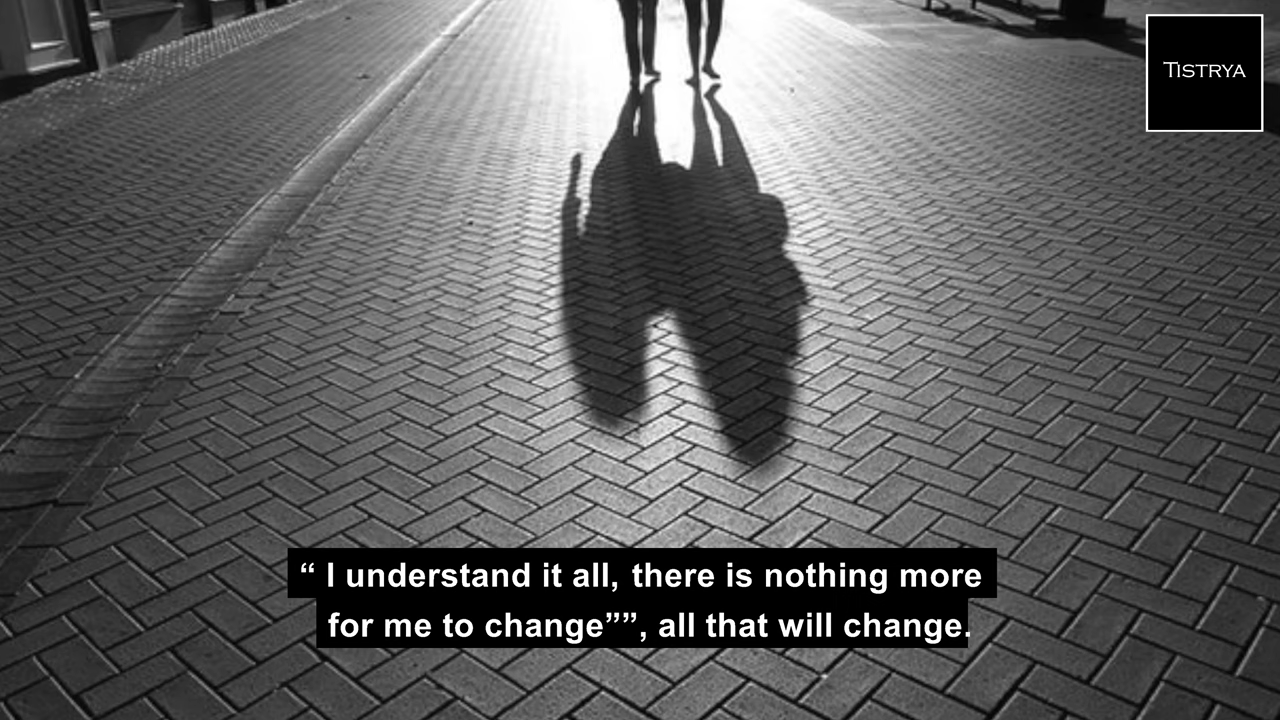 TISTRYA
“ I understand it all, there is nothing more
for me to change””, all that will change.